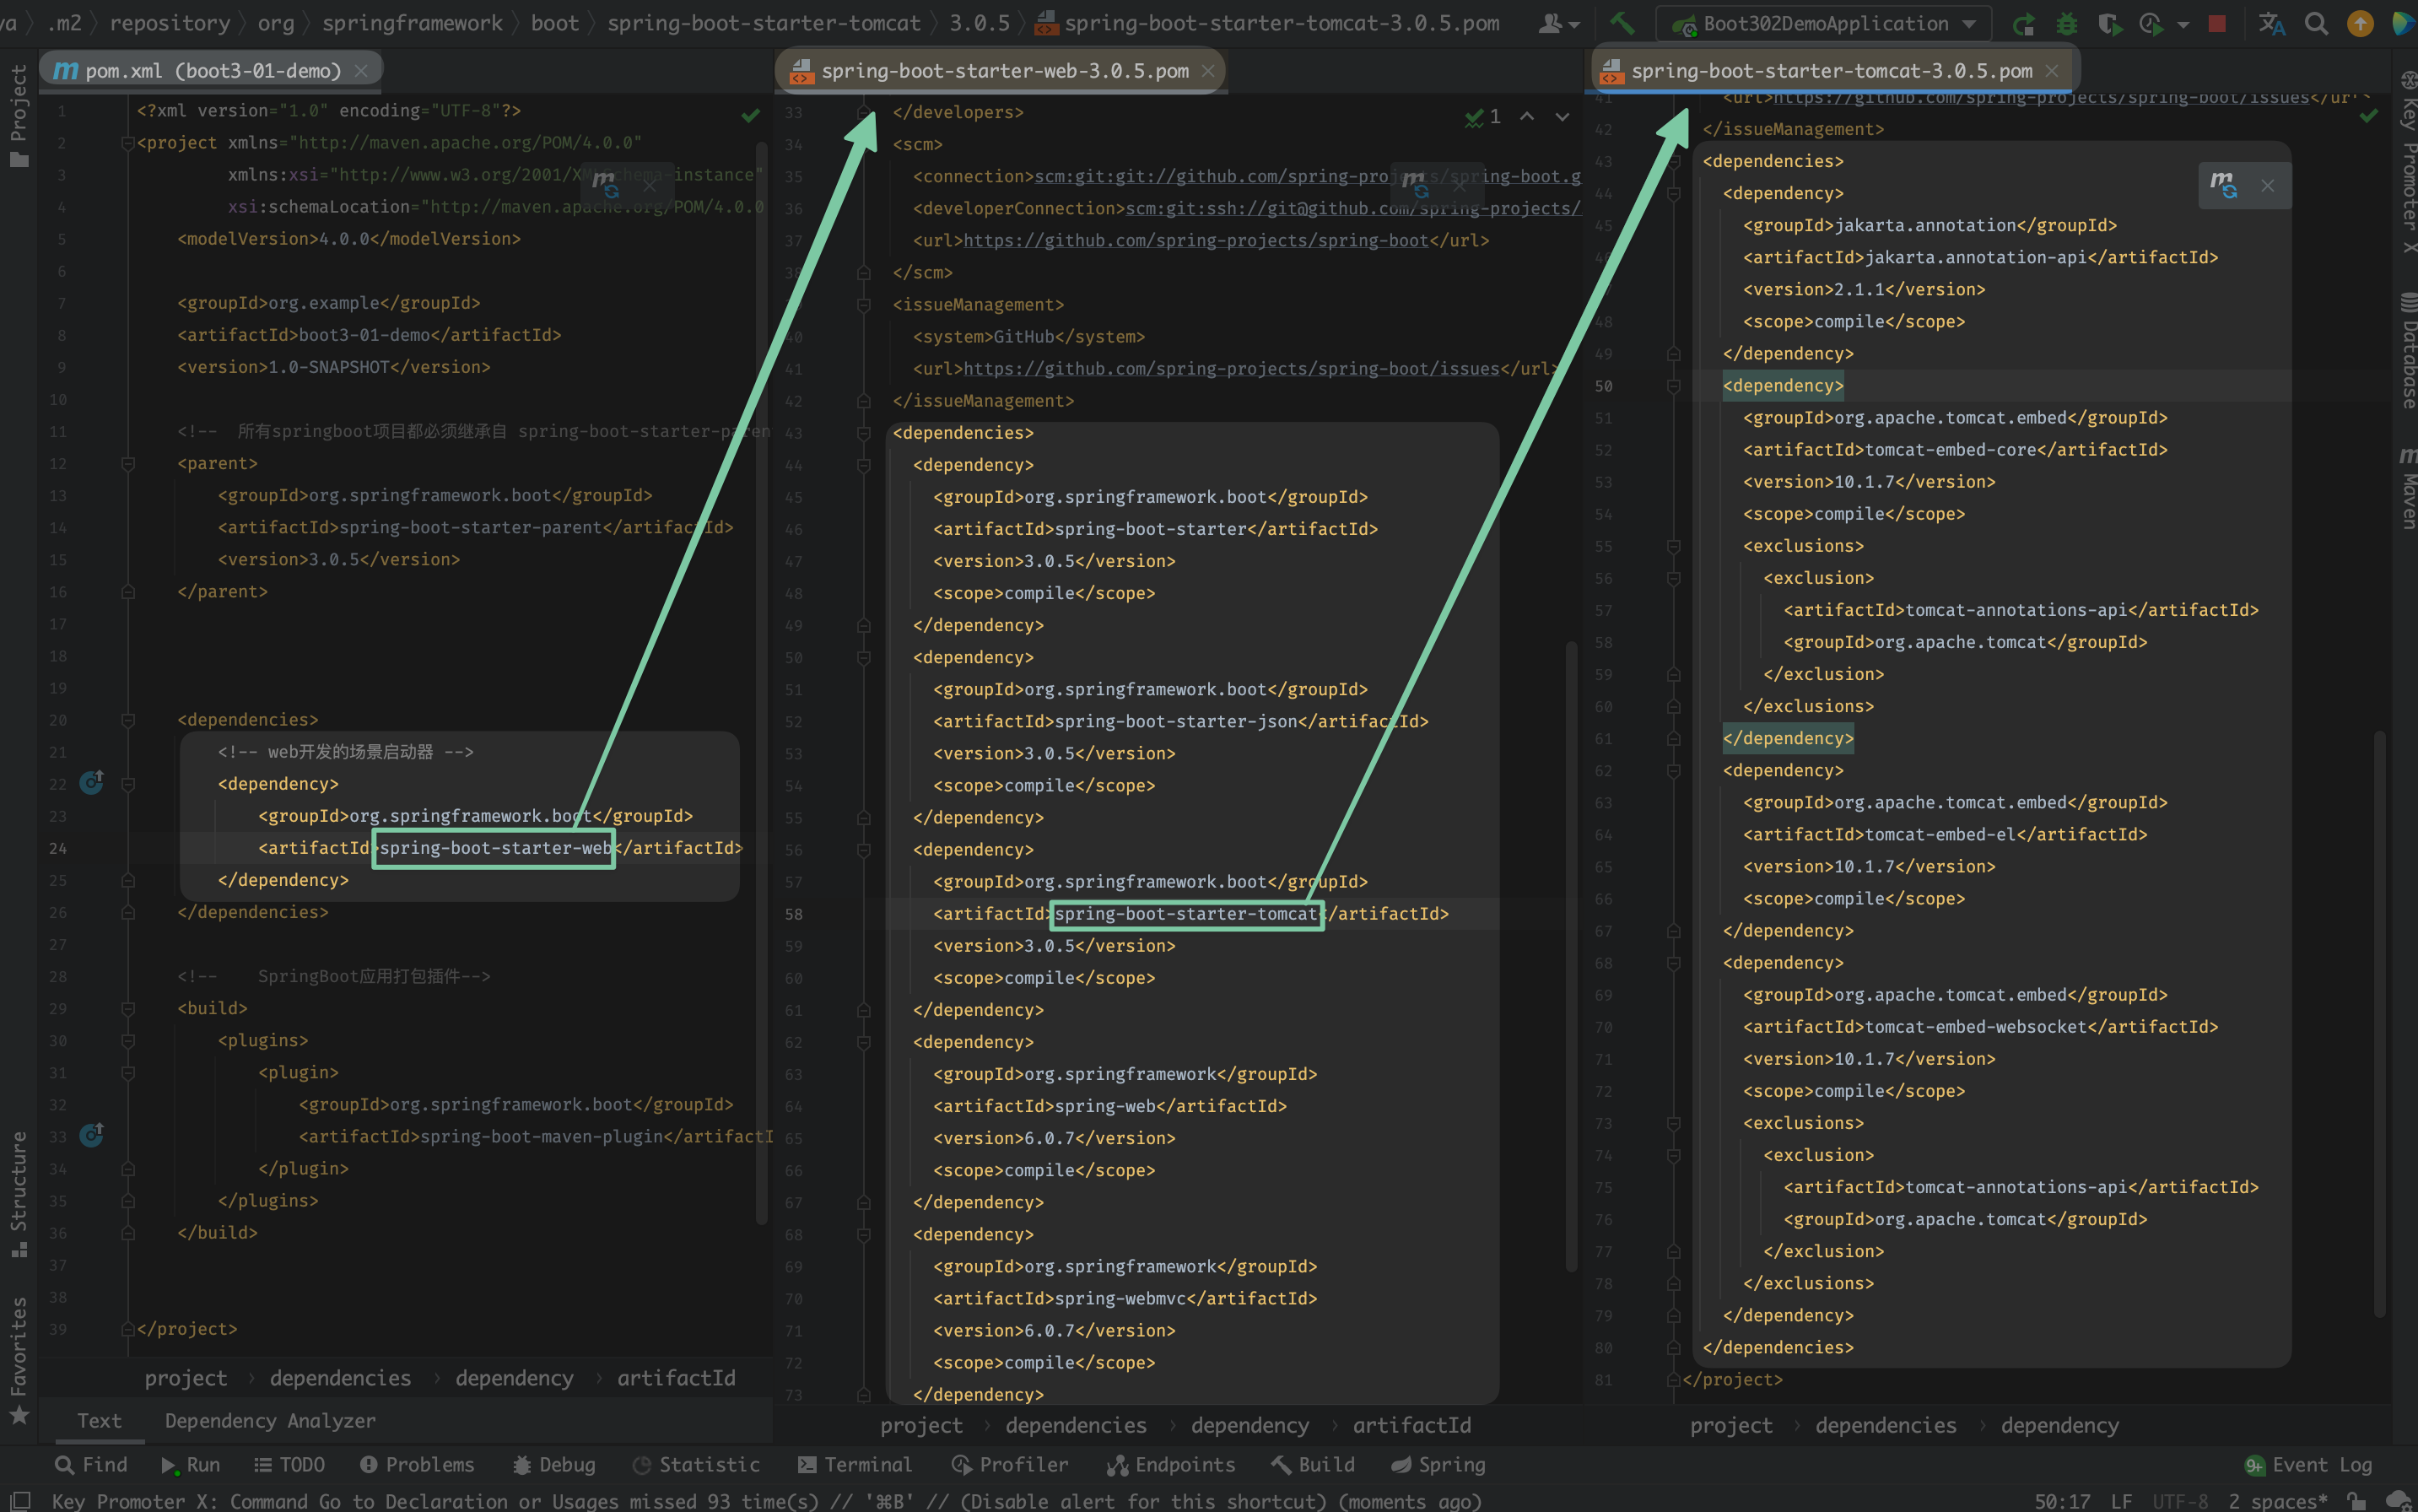 va
.m2
repository
org
springframework
boot
spring-boot-starter-tomcat
3.0.5
spring-boot-starter-tomcat-3.0.5.pom
Boot302DemoApplication
Project
Structure
Favorites
pom.xml (boot3-01-demo)
1 <?xml version="1.0" encoding="UTF-8"?>
2 <project xmlns="http://maven.apache.org/POM/4.0.0"
3 xmlns:xsi="http://www.w3.org/2001/XMLSchema-instance"
4 xsi:schemaLocation="http://maven.apache.org/POM/4.0.0
5 <modelVersion>4.0.0</modelVersion>
6
7 <groupId>org.example</groupId>
8 <artifactId>boot3-01-demo</artifactId>
9 <version>1.0-SNAPSHOT</version>
10
11 <!-- 所有springboot项目都必须继承自 spring-boot-starter-paren
12 <parent>
13 <groupId>org.springframework.boot</groupId>
14 <artifactId>spring-boot-starter-parent</artifactId>
15 <version>3.0.5</version>
16 </parent>
17
18
19
20 <dependencies>
21 <!-- web开发的场景启动器 -->
22 <dependency>
23 <groupId>org.springframework.boot</groupId>
24 <artifactId>spring-boot-starter-web</artifactId>
25 </dependency>
26 </dependencies>
27
28 <!-- SpringBoot应用打包插件-->
29 <build>
30 <plugins>
31 <plugin>
32 <groupId>org.springframework.boot</groupId>
33 <artifactId>spring-boot-maven-plugin</artifactI
34 </plugin>
35 </plugins>
36 </build>
37
38
39 </project>
project › dependencies › dependency › artifactId
Text Dependency Analyzer
spring-boot-starter-web-3.0.5.pom
1
33 </developers>
34 <scm>
35 <connection>scm:git:git://github.com/spring-projects/spring-boot.g
36 <developerConnection>scm:git:ssh://git@github.com/spring-projects/
37 <url>https://github.com/spring-projects/spring-boot</url>
38 </scm>
<issueManagement>
40 <system>GitHub</system>
41 <url>https://github.com/spring-projects/spring-boot/issues</url>
42 </issueManagement>
43 <dependencies>
44 <dependency>
45 <groupId>org.springframework.boot</groupId>
46 <artifactId>spring-boot-starter</artifactId>
47 <version>3.0.5</version>
48 <scope>compile</scope>
49 </dependency>
50 <dependency>
51 <groupId>org.springframework.boot</groupId>
52 <artifactId>spring-boot-starter-json</artifactId>
53 <version>3.0.5</version>
54 <scope>compile</scope>
55 </dependency>
56 <dependency>
57 <groupId>org.springframework.boot</groupId>
58 <artifactId>spring-boot-starter-tomcat</artifactId>
59 <version>3.0.5</version>
60 <scope>compile</scope>
61 </dependency>
62 <dependency>
63 <groupId>org.springframework</groupId>
64 <artifactId>spring-web</artifactId>
65 <version>6.0.7</version>
66 <scope>compile</scope>
67 </dependency>
68 <dependency>
69 <groupId>org.springframework</groupId>
70 <artifactId>spring-webmvc</artifactId>
71 <version>6.0.7</version>
72 <scope>compile</scope>
73 </dependency>
project › dependencies › dependency › artifactId
spring-boot-starter-tomcat-3.0.5.pom
41 <url>https://github.com/spring-projects/spring-boot/issues</url>
42 </issueManagement>
43 <dependencies>
44 <dependency>
45 <groupId>jakarta.annotation</groupId>
46 <artifactId>jakarta.annotation-api</artifactId>
<version>2.1.1</version>
48 <scope>compile</scope>
49 </dependency>
50 <dependency>
51 <groupId>org.apache.tomcat.embed</groupId>
52 <artifactId>tomcat-embed-core</artifactId>
53 <version>10.1.7</version>
54 <scope>compile</scope>
55 <exclusions>
56 <exclusion>
57 <artifactId>tomcat-annotations-api</artifactId>
58 <groupId>org.apache.tomcat</groupId>
59 </exclusion>
60 </exclusions>
61 </dependency>
62 <dependency>
63 <groupId>org.apache.tomcat.embed</groupId>
64 <artifactId>tomcat-embed-el</artifactId>
65 <version>10.1.7</version>
66 <scope>compile</scope>
67 </dependency>
68 <dependency>
69 <groupId>org.apache.tomcat.embed</groupId>
70 <artifactId>tomcat-embed-websocket</artifactId>
71 <version>10.1.7</version>
72 <scope>compile</scope>
73 <exclusions>
74 <exclusion>
75 <artifactId>tomcat-annotations-api</artifactId>
76 <groupId>org.apache.tomcat</groupId>
77 </exclusion>
78 </exclusions>
79 </dependency>
80 </dependencies>
81 </project>
project › dependencies › dependency
Key Promoter X
Database
Maven
Find Run TODO Problems Debug Statistic Terminal Profiler Endpoints Build Spring 9+ Event Log
Key Promoter X: Command Go to Declaration or Usages missed 93 time(s) // '⌘B' // (Disable alert for this shortcut) (moments ago) 50:17 LF UTF-8 2 spaces*